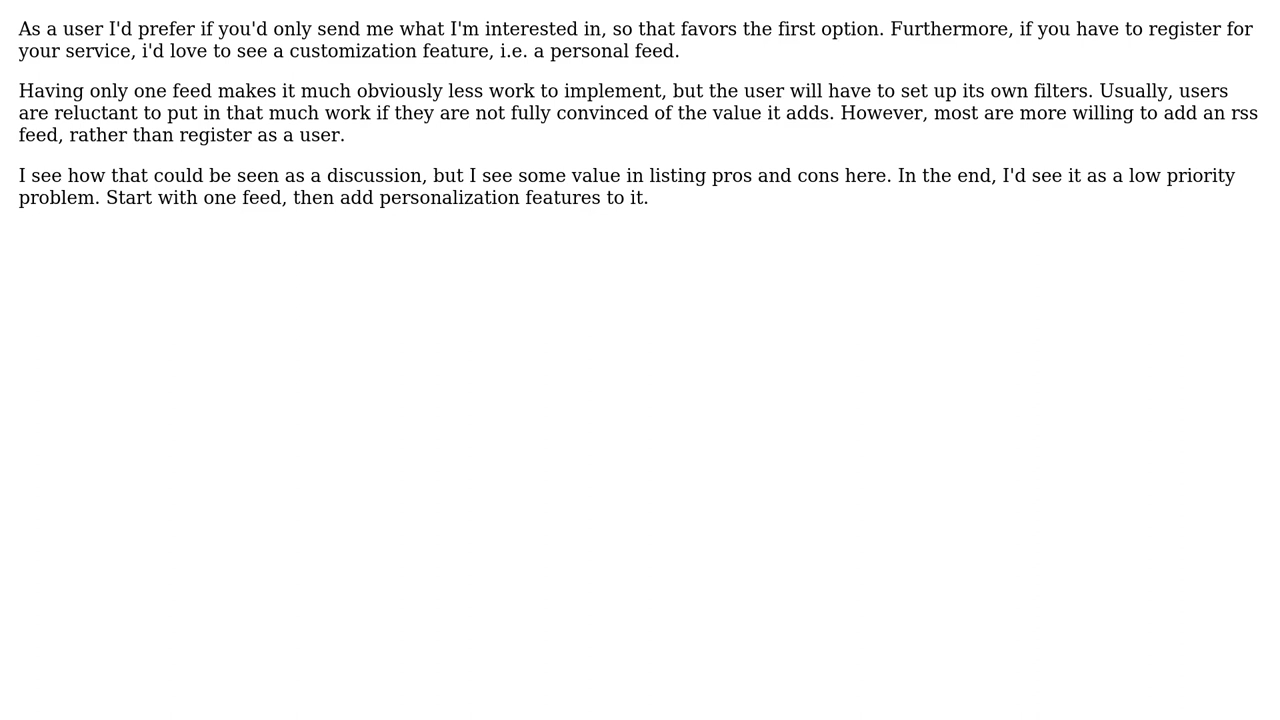 As a user I'd prefer if you'd only send me what I'm interested in, so that favors the first option. Furthermore, if you have to register for
your service, i'd love to see a customization feature, i.e. a personal feed.
Having only one feed makes it much obviously less work to implement, but the user will have to set up its own filters. Usually, users
are reluctant to put in that much work if they are not fully convinced of the value it adds. However, most are more willing to add an rss
feed, rather than register as a user.
I see how that could be seen as a discussion, but I see some value in listing pros and cons here. In the end, I'd see it as a low priority
problem. Start with one feed, then add personalization features to it.